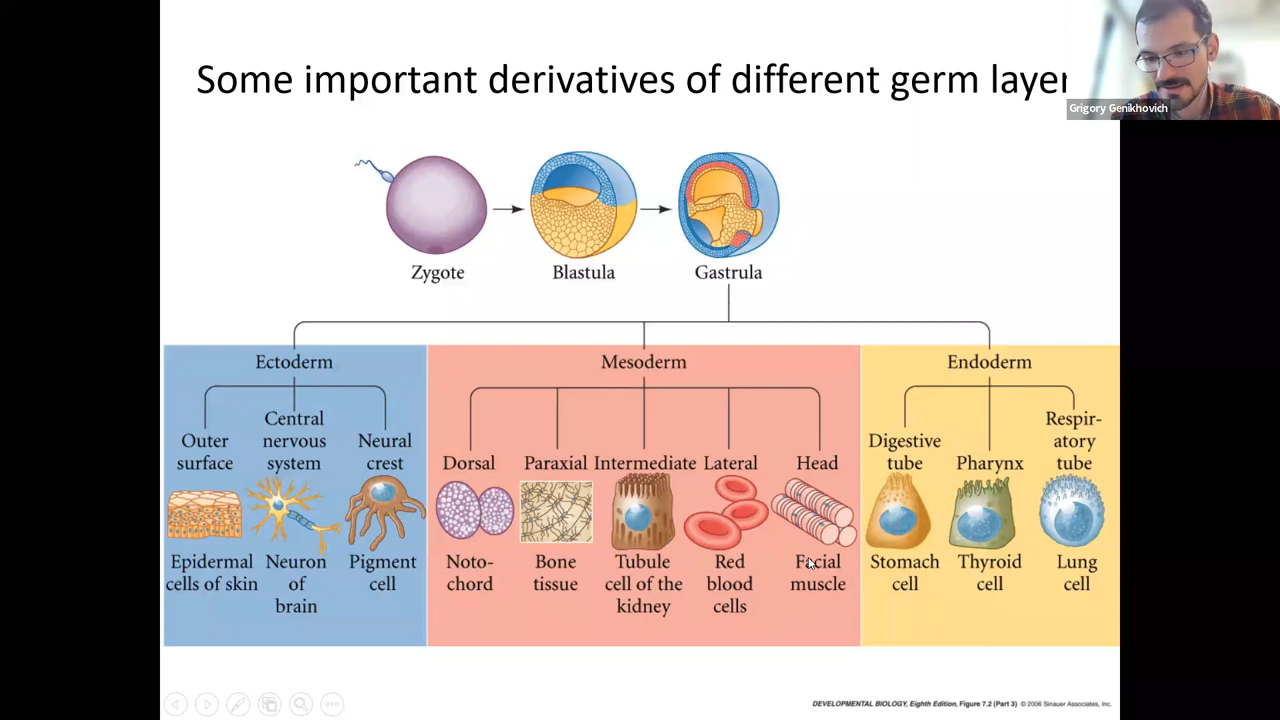 Some important derivatives of different germ layer
Grigory Genikhovich
Zygote
Blastula
Gastrula
Ectoderm
Outer
surface
Epidermal
cells of skin
Central
nervous
system
Neuron
of
brain
Neural
crest
Pigment
cell
Mesoderm
Dorsal
Noto-
chord
Paraxial
Bone
tissue
Intermediate
Tubule
cell of the
kidney
Lateral
Red
blood
cells
Head
Facial
muscle
Endoderm
Digestive
tube
Stomach
cell
Pharynx
Thyroid
cell
Respir-
atory
tube
Lung
cell
DEVELOPMENTAL BIOLOGY, Eighth Edition, Figure 7.2 (Part 3) © 2006 Sinauer Associates, Inc.